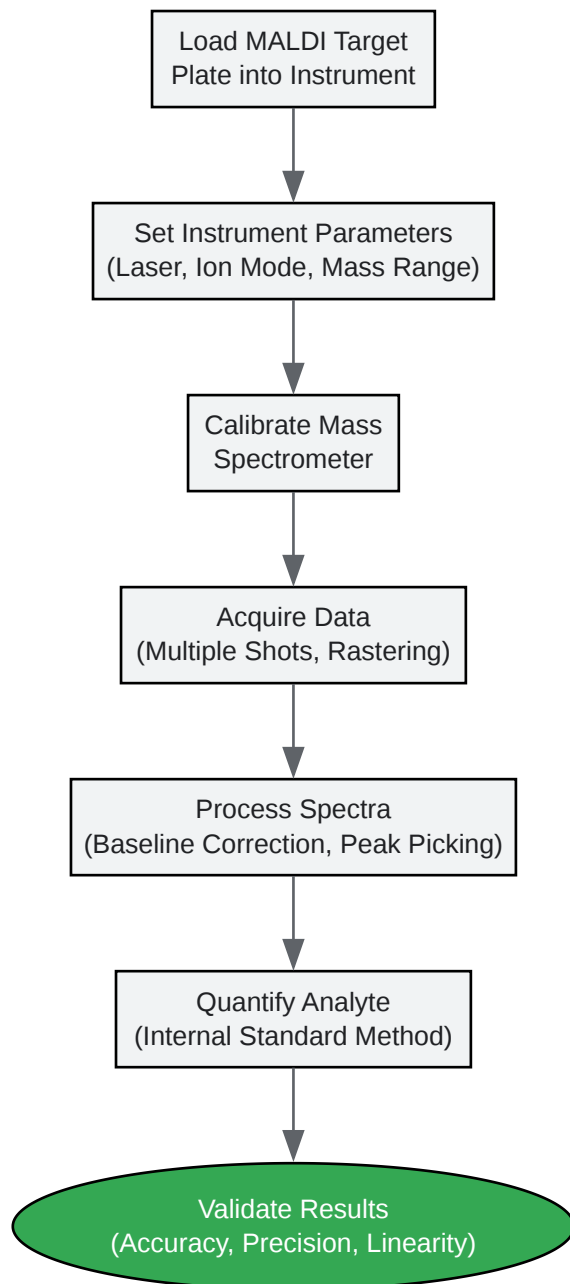 Load MALDI Target
Plate into Instrument
Set Instrument Parameters
(Laser, Ion Mode, Mass Range)
Calibrate Mass
Spectrometer
Acquire Data
(Multiple Shots, Rastering)
Process Spectra
(Baseline Correction, Peak Picking)
Quantify Analyte
(Internal Standard Method)
Validate Results
(Accuracy, Precision, Linearity)